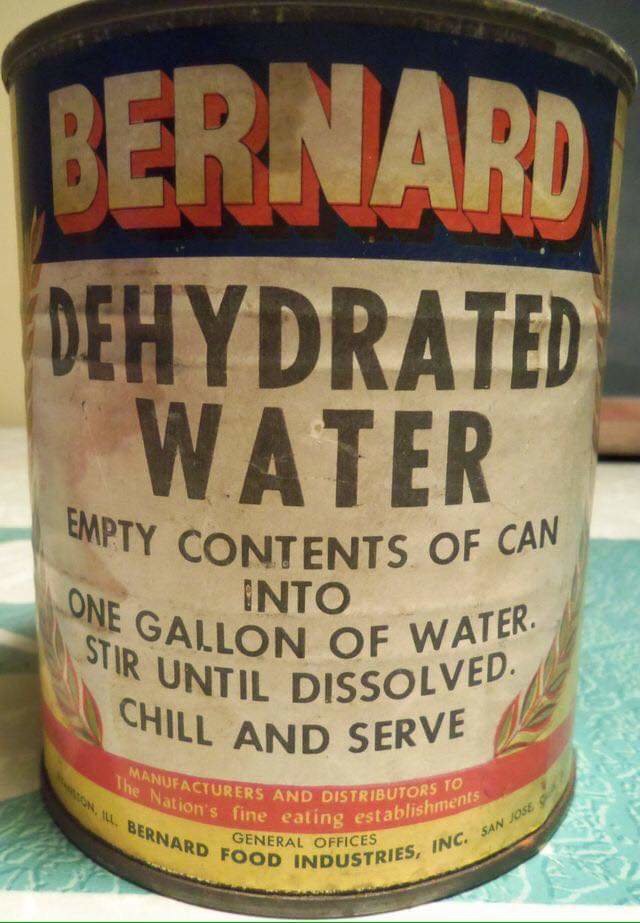 BERNARD
DEHYDRATED
WATER
EMPTY CONTENTS OF CAN
INTO
ONE GALLON OF WATER.
STIR UNTIL DISSOLVED.
CHILL AND SERVE
MANUFACTURERS AND DISTRIBUTORS TO
The Nation's fine eating establishments
GENERAL OFFICES
ILL. BERNARD FOOD INDUSTRIES, INC. SAN JOSE,